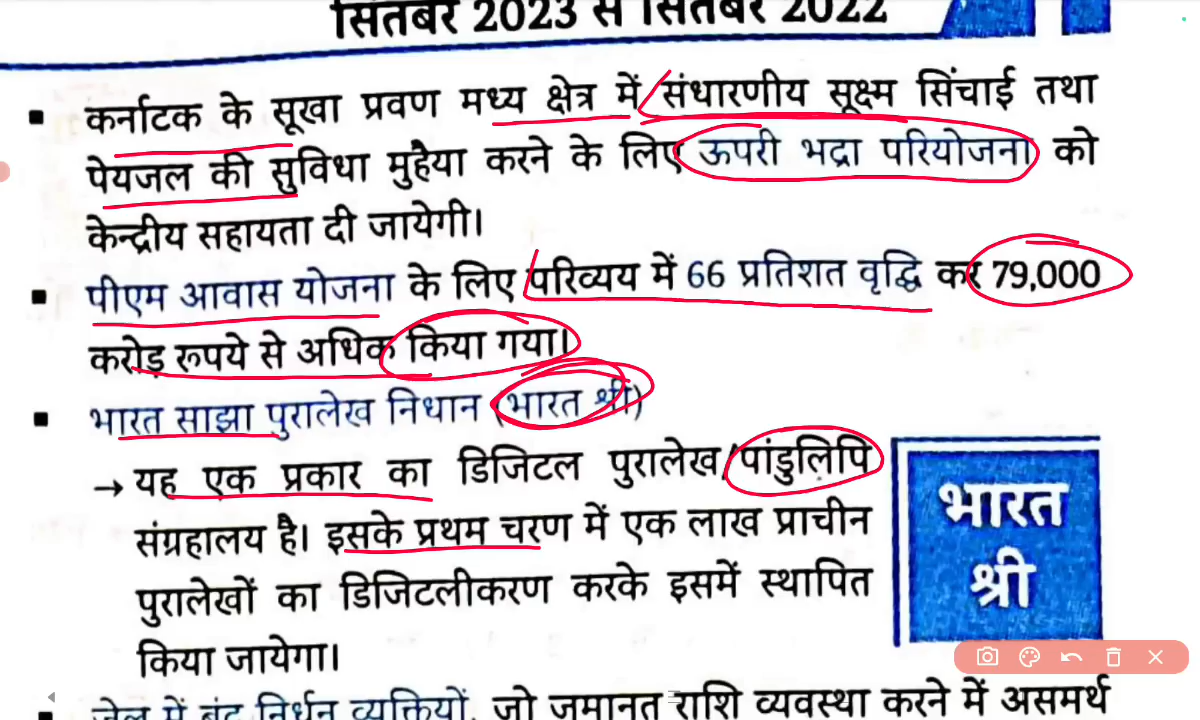 सितंबर 2023 से सितंबर 2022
▪ कर्नाटक के सूखा प्रवण मध्य क्षेत्र में संधारणीय सूक्ष्म सिंचाई तथा
पेयजल की सुविधा मुहैया करने के लिए ऊपरी भद्रा परियोजना को
केन्द्रीय सहायता दी जायेगी।
▪ पीएम आवास योजना के लिए परिव्यय में 66 प्रतिशत वृद्धि कर 79,000
करोड़ रूपये से अधिक किया गया।
▪ भारत साझा पुरालेख निधान (भारत श्री)
→ यह एक प्रकार का डिजिटल पुरालेख/पांडुलिपि
संग्रहालय है। इसके प्रथम चरण में एक लाख प्राचीन
पुरालेखों का डिजिटलीकरण करके इसमें स्थापित
किया जायेगा।
भारत
श्री
▪ जेल में बंद निर्धन व्यक्तियों, जो जमानत राशि व्यवस्था करने में असमर्थ